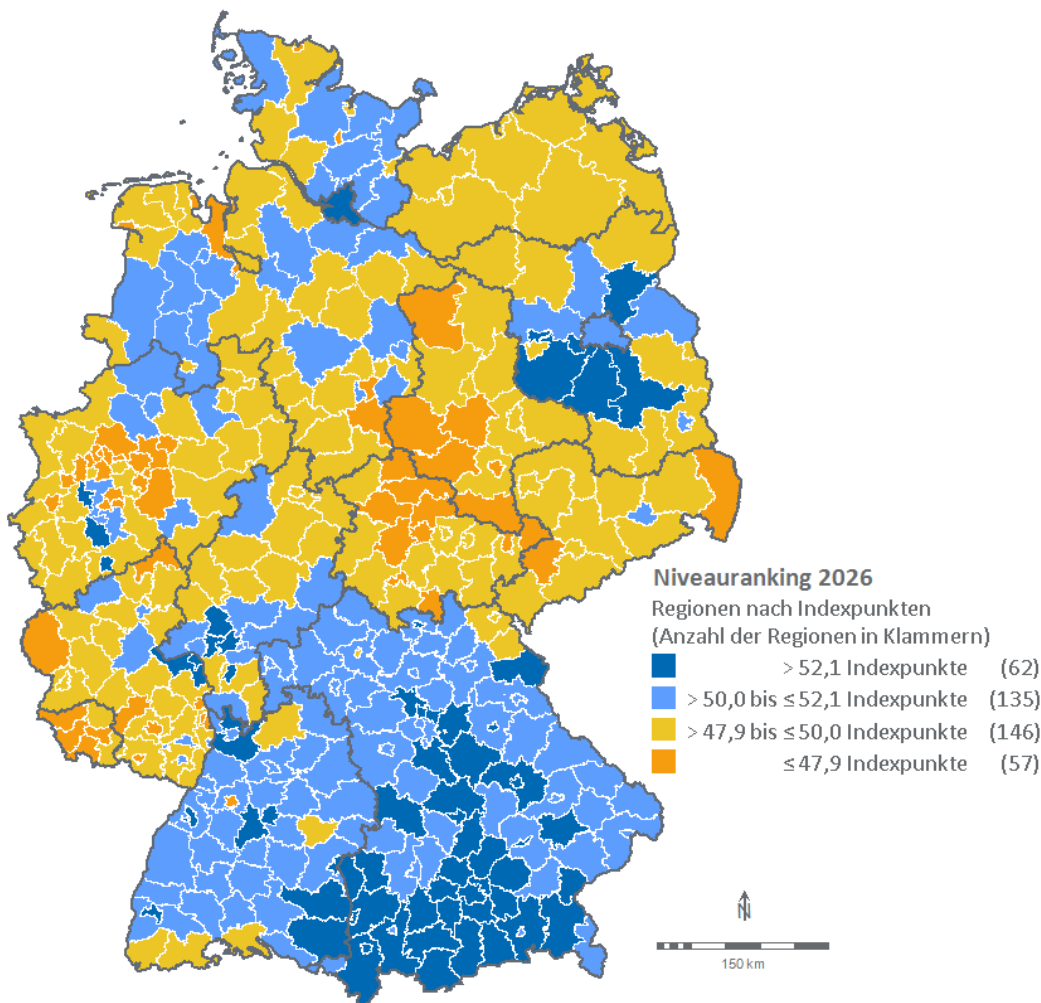 Niveauranking 2026
Regionen nach Indexpunkten
(Anzahl der Regionen in Klammern)
> 52,1 Indexpunkte (62)
> 50,0 bis ≤ 52,1 Indexpunkte (135)
> 47,9 bis ≤ 50,0 Indexpunkte (146)
≤ 47,9 Indexpunkte (57)
N
150 km